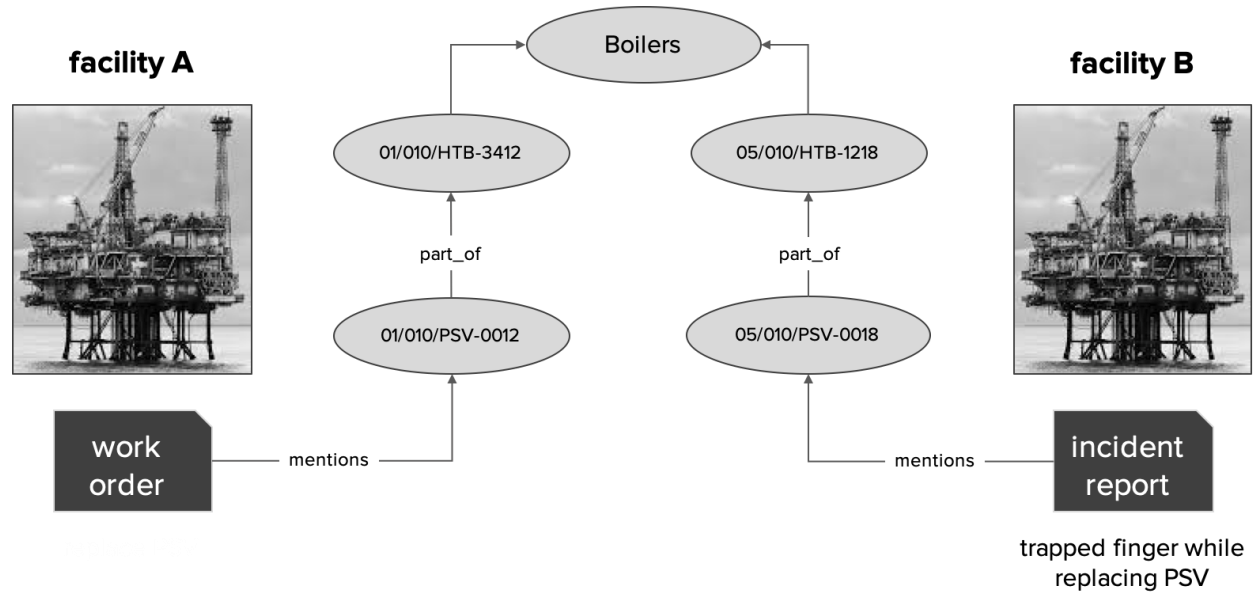 facility A
Boilers
facility B
01/010/HTB-3412
05/010/HTB-1218
part_of
part_of
01/010/PSV-0012
05/010/PSV-0018
work
order
mentions
mentions
incident
report
trapped finger while
replacing PSV